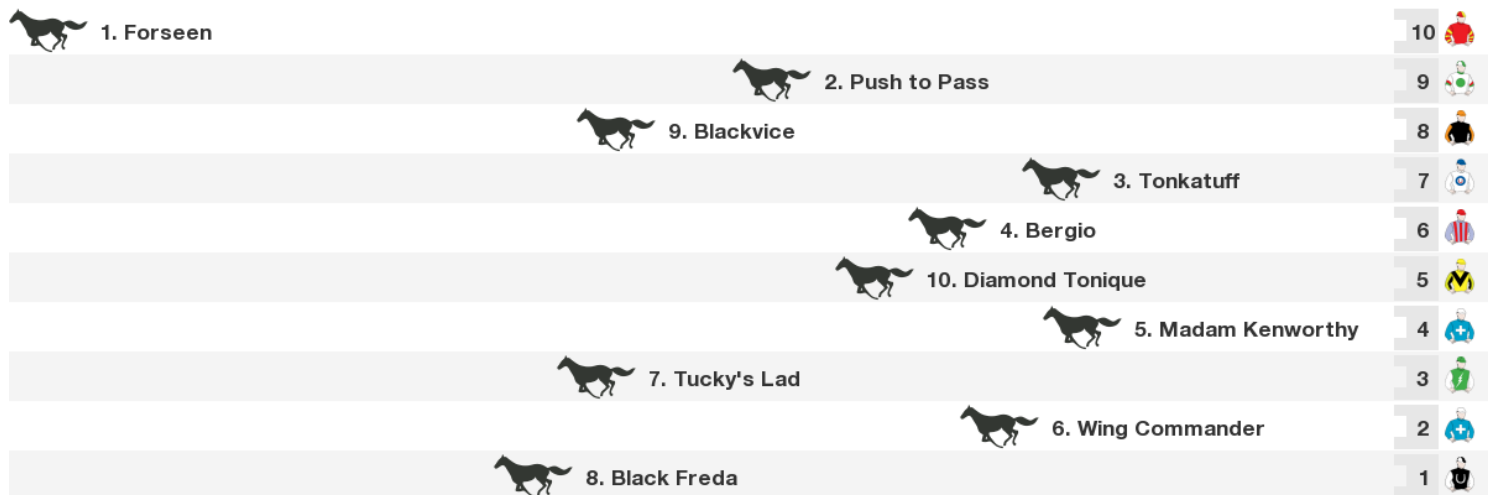 1. Forseen 10
2. Push to Pass 9
9. Blackvice 8
3. Tonkatuff 7
4. Bergio 6
10. Diamond Tonique 5
5. Madam Kenworthy 4
7. Tucky's Lad 3
6. Wing Commander 2
8. Black Freda 1